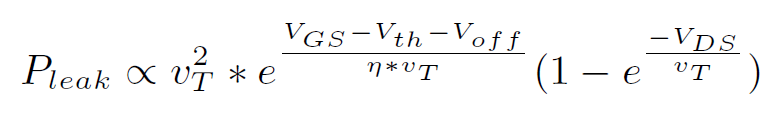 P_{leak} ∝ v_T^2 * e^{\frac{V_{GS}-V_{th}-V_{off}}{η*v_T}} (1 - e^{\frac{-V_{DS}}{v_T}})